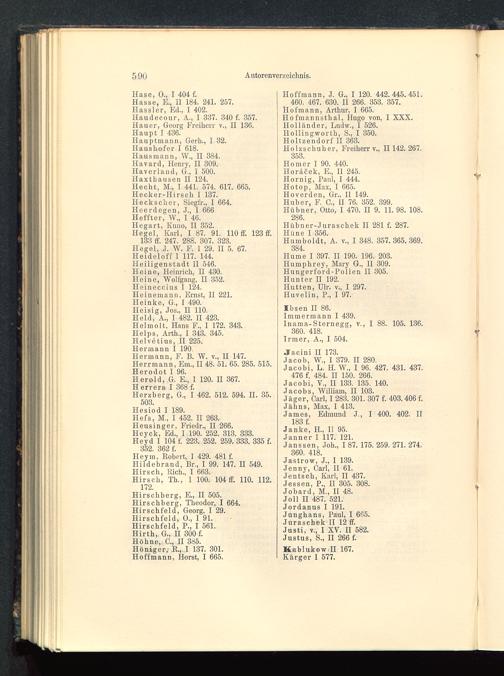 590
Autorenverzeichnis.
Hase, O., I 404 f.
Hasse, E., II 184. 241. 257.
Hassler, Ed., I 402.
Haudecour, A., I 337. 340 f. 357.
Hauer, Georg Freiherr v., II 136.
Haupt I 436.
Hauptmann, Gerh., I 32.
Haushofer I 618.
Hausmann, W., II 384.
Havard, Henry, II 309.
Haverland, G., I 500.
Haxthausen II 124.
Hecht, M., I 441. 574. 617. 665.
Hecker-Hirsch I 137.
Heckscher, Siegfr., I 664.
Heerdegen, J., I 666
Heffter, W., I 46.
Hegart, Kuno, II 352.
Hegel, Karl, I 87. 91. 110 ff. 123 ff.
133 ff. 247. 288. 307. 323.
Hegel, J. W. F. I 29. II 5. 67.
Heideloff I 117. 144.
Heiligenstadt II 546.
Heine, Heinrich, II 430.
Heine, Wolfgang, II 352.
Heineccius I 124.
Heinemann, Ernst, II 221.
Heinke, G., I 490.
Heisig, Jos., II 110.
Held, A., I 482. II 423.
Helmolt, Hans F., I 172. 343.
Helps, Arth., I 343. 345.
Helvétius, II 225.
Hermann I 190.
Hermann, F. B. W. v., II 147.
Herrmann, Em., II 48. 51. 65. 285. 515.
Herodot I 96.
Herold, G. E., I 120. II 367.
Herrera I 368 f.
Herzberg, G., I 462. 512. 594. II. 35.
503.
Hesiod I 189.
Hefs, M., I 452. II 263.
Heusinger, Friedr., II 266.
Heyck, Ed., I 190. 252. 313. 333.
Heyd I 104 f. 223. 252. 259. 333. 335 f.
352. 362 f.
Heym, Robert, I 429. 481 f.
Hildebrand, Br., I 99. 147. II 549.
Hirsch, Rich., I 663.
Hirsch, Th., I 100. 104 ff. 110. 112.
172.
Hirschberg, E., II 505.
Hirschberg, Theodor, I 664.
Hirschfeld, Georg, I 29.
Hirschfeld, O., I 91.
Hirschfeld, P., I 561.
Hirth, G., II 300 f.
Höhne, C., II 385.
Höniger, R., I 137. 301.
Hoffmann, Horst, I 665.
Hoffmann, J. G., I 120. 442. 445. 451.
460. 467. 630. II 266. 353. 357.
Hofmann, Arthur. I 665.
Hofmannsthal, Hugo von, I XXX.
Holländer, Ludw., I 526.
Hollingworth, S., I 350.
Holtzendorff II 363.
Holzschuher, Freiherr v., II 142. 267.
353.
Homer I 90. 440.
Horáček, E., II 245.
Hornig, Paul, I 444.
Hotop, Max, I 665.
Hoverden, Gr., II 149.
Huber, F. C., II 76. 352. 399.
Hübner, Otto, I 470. II 9. 11. 98. 108.
286.
Hübner-Juraschek II 281 f. 287.
Hüne I 356.
Humboldt, A. v., I 348. 357. 365. 369.
384.
Hume I 397. II 190. 196. 203.
Humphrey, Mary G., II 309.
Hungerford-Pollen II 305.
Hunter II 192.
Hutten, Ulr. v., I 297.
Huvelin, P., I 97.
Ibsen II 86.
Immermann I 439.
Inama-Sternegg, v., I 88. 105. 136.
360. 418.
Irmer, A., I 504.
Jacini II 173.
Jacob, W., I 379. II 280.
Jacobi, L. H. W., I 96. 427. 431. 437.
476 f. 484. II 150. 266.
Jacobi, V., II 133. 135. 140.
Jacobs, William, II 103.
Jäger, Carl, I 283. 301. 307 f. 403. 406 f.
Jähns, Max, I 413.
James, Edmund J., I 400. 402. II
183 f.
Janke, H., II 95.
Janner I 117. 121.
Janssen, Joh., I 87. 175. 259. 271. 274.
360. 418.
Jastrow, J., I 139.
Jenny, Carl, II 61.
Jentsch, Karl, II 437.
Jessen, P., II 305. 308.
Jobard, M., II 48.
Joll II 487. 521.
Jordanus I 191.
Junghans, Paul, I 665.
Juraschek II 12 ff.
Justi, v., I XV. II 582.
Justus, S., II 266 f.
Kablukow II 167.
Kärger I 577.